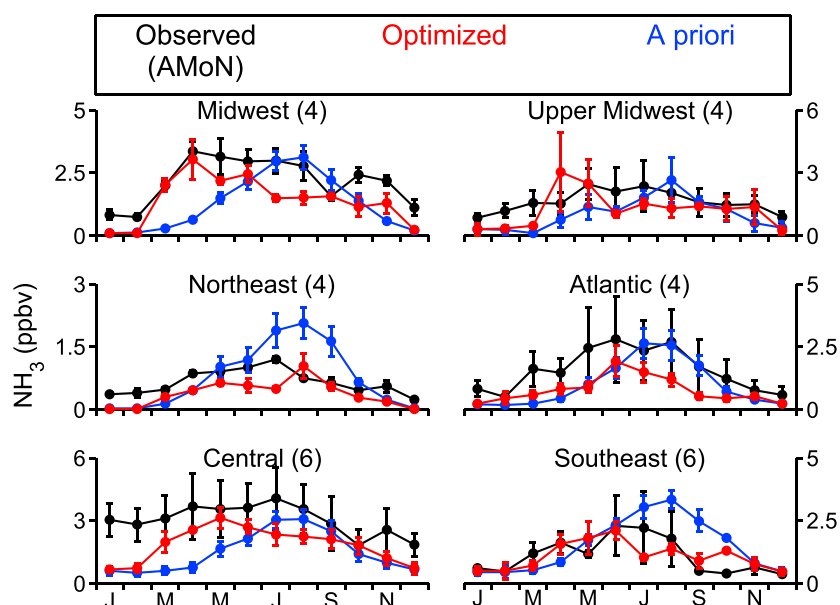 Observed Optimized A priori
(AMoN)
Midwest (4) Upper Midwest (4)
5 6
2.5 3
0 0
Northeast (4) Atlantic (4)
3 5
1.5 2.5
0 0
NH3 (ppbv)
Central (6) Southeast (6)
6 5
3 2.5
0 0
J M M J S N J M M J S N